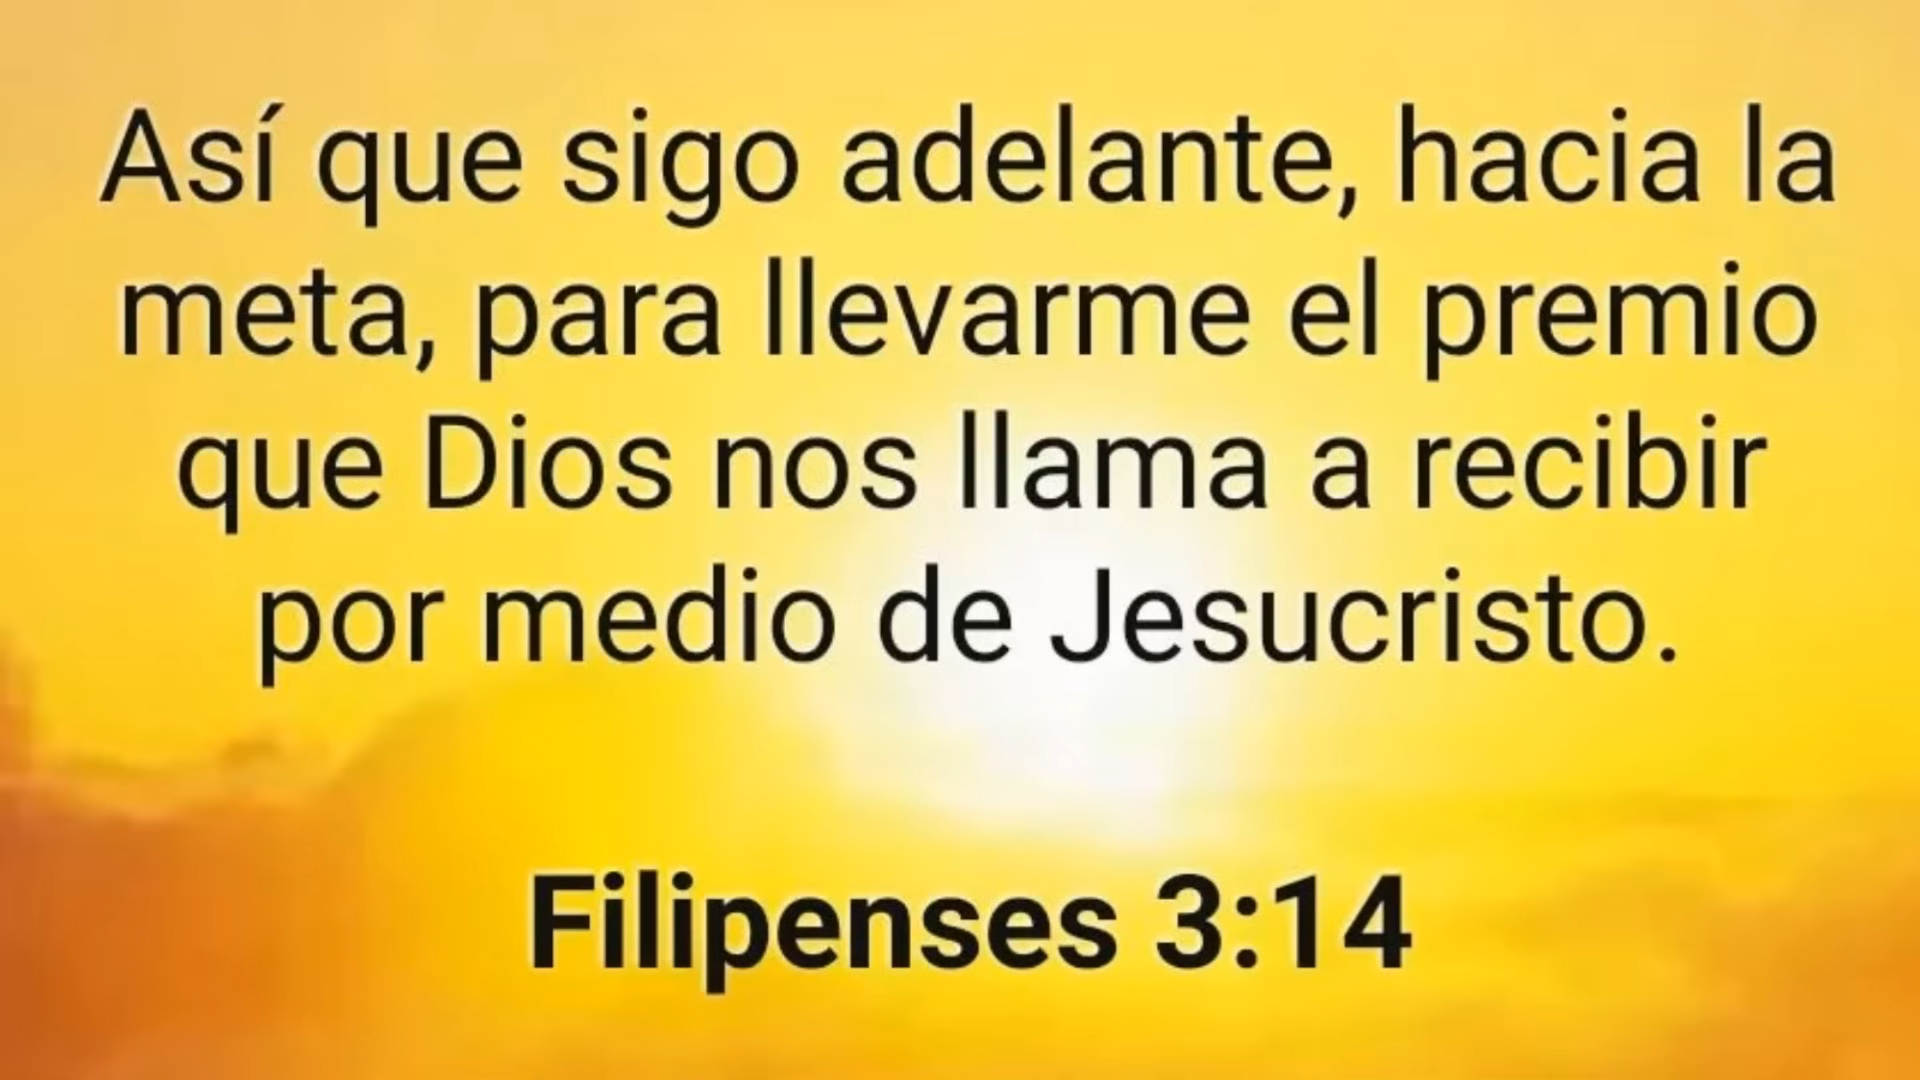 Así que sigo adelante, hacia la
meta, para llevarme el premio
que Dios nos llama a recibir
por medio de Jesucristo.
Filipenses 3:14